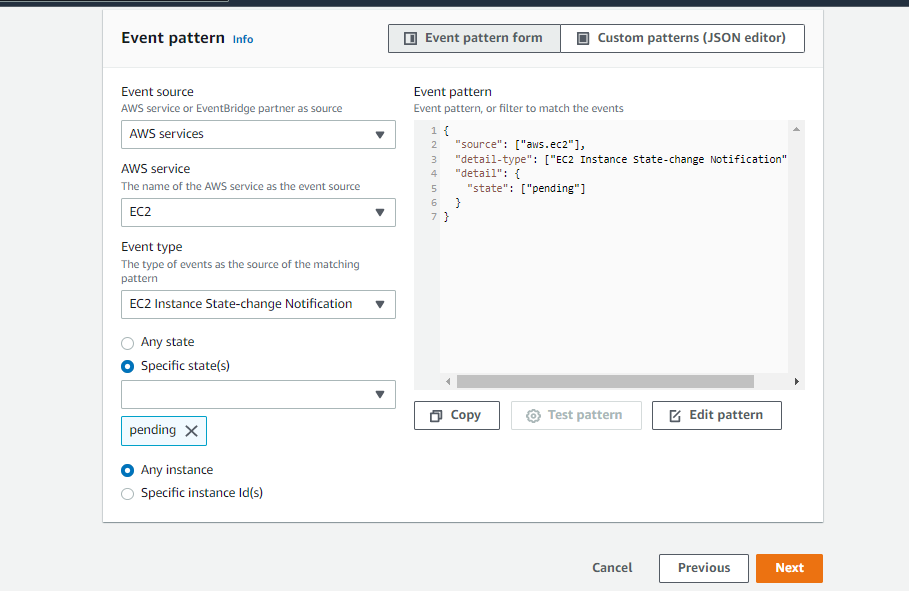 Event pattern Info
Event pattern form
Custom patterns (JSON editor)
Event source
AWS service or EventBridge partner as source
AWS services
AWS service
The name of the AWS service as the event source
EC2
Event type
The type of events as the source of the matching
pattern
EC2 Instance State-change Notification
Any state
Specific state(s)
pending
Any instance
Specific instance Id(s)
Event pattern
Event pattern, or filter to match the events
1 {
2 "source": ["aws.ec2"],
3 "detail-type": ["EC2 Instance State-change Notification"
4 "detail": {
5 "state": ["pending"]
6 }
7 }
Copy
Test pattern
Edit pattern
Cancel
Previous
Next